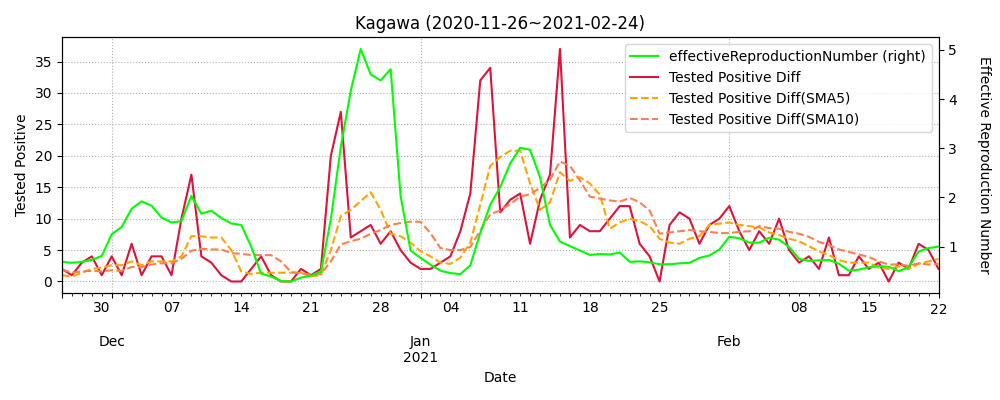 Kagawa (2020-11-26~2021-02-24)
effectiveReproductionNumber (right)
Tested Positive Diff
Tested Positive Diff(SMA5)
Tested Positive Diff(SMA10)
Tested Positive
35
30
25
20
15
10
5
0
Effective Reproduction Number
5
4
3
2
1
30 07 14 21 28 04 11 18 25 08 15 22
Dec Jan Feb
2021
Date